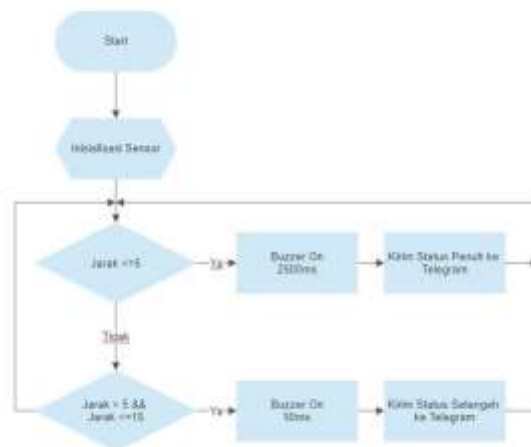 Start
Inisialisasi Sensor
Jarak <=5
Ya
Buzzer On
2500ms
Kirim Status Penuh ke
Telegram
Tidak
Jarak > 5 &&
Jarak <=15
Ya
Buzzer On
50ms
Kirim Status Setengah
ke Telegram